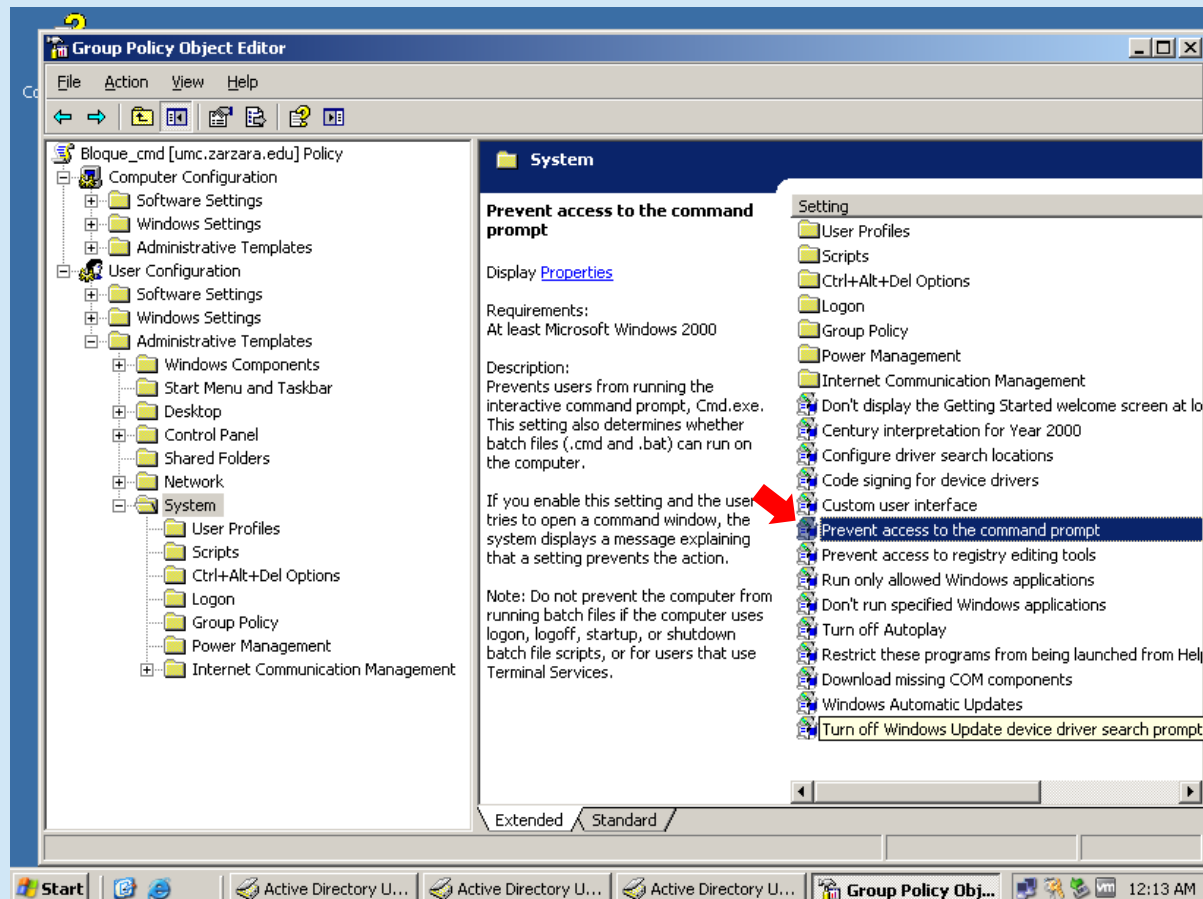 Co
Group Policy Object Editor
File Action View Help
Bloque_cmd [umc.zarzara.edu] Policy
Computer Configuration
Software Settings
Windows Settings
Administrative Templates
User Configuration
Software Settings
Windows Settings
Administrative Templates
Windows Components
Start Menu and Taskbar
Desktop
Control Panel
Shared Folders
Network
System
User Profiles
Scripts
Ctrl+Alt+Del Options
Logon
Group Policy
Power Management
Internet Communication Management
System
Prevent access to the command
prompt
Display Properties
Requirements:
At least Microsoft Windows 2000
Description:
Prevents users from running the
interactive command prompt, Cmd.exe.
This setting also determines whether
batch files (.cmd and .bat) can run on
the computer.
If you enable this setting and the user
tries to open a command window, the
system displays a message explaining
that a setting prevents the action.
Note: Do not prevent the computer from
running batch files if the computer uses
logon, logoff, startup, or shutdown
batch file scripts, or for users that use
Terminal Services.
Setting
User Profiles
Scripts
Ctrl+Alt+Del Options
Logon
Group Policy
Power Management
Internet Communication Management
Don't display the Getting Started welcome screen at lo
Century interpretation for Year 2000
Configure driver search locations
Code signing for device drivers
Custom user interface
Prevent access to the command prompt
Prevent access to registry editing tools
Run only allowed Windows applications
Don't run specified Windows applications
Turn off Autoplay
Restrict these programs from being launched from Help
Download missing COM components
Windows Automatic Updates
Turn off Windows Update device driver search prompt
Extended Standard
Start Active Directory U... Active Directory U... Active Directory U... Group Policy Obj... vm 12:13 AM